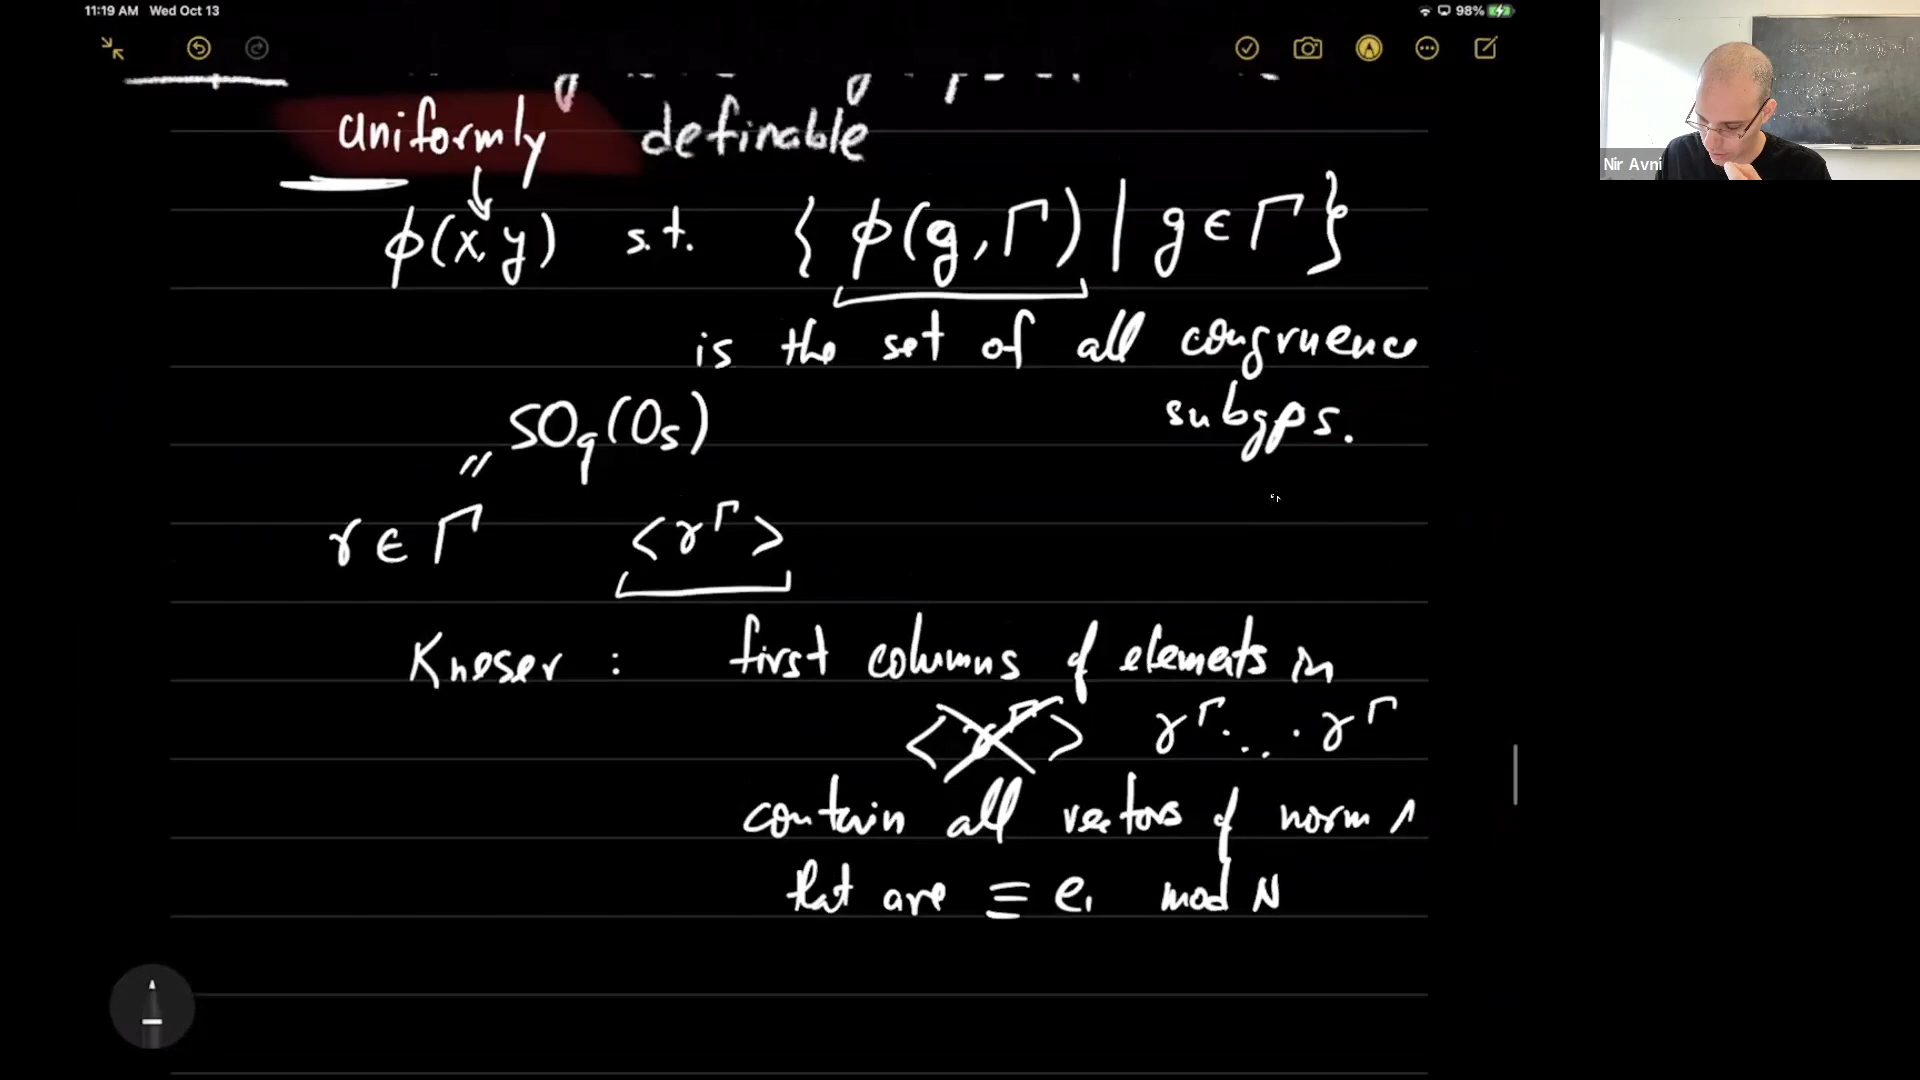 11:19 AM Wed Oct 13
98%
Nir Avni
uniformly definable
↓
ϕ(x,y) s.t. { ϕ(g,Γ) | g ∈ Γ }
is the set of all congruence
subgps.
SO_q(O_s)
〃
γ ∈ Γ <γ^Γ>
Kneser : first columns of elements in
γ^Γ · … · γ^Γ
contain all vectors of norm 1
that are ≡ e₁ mod N